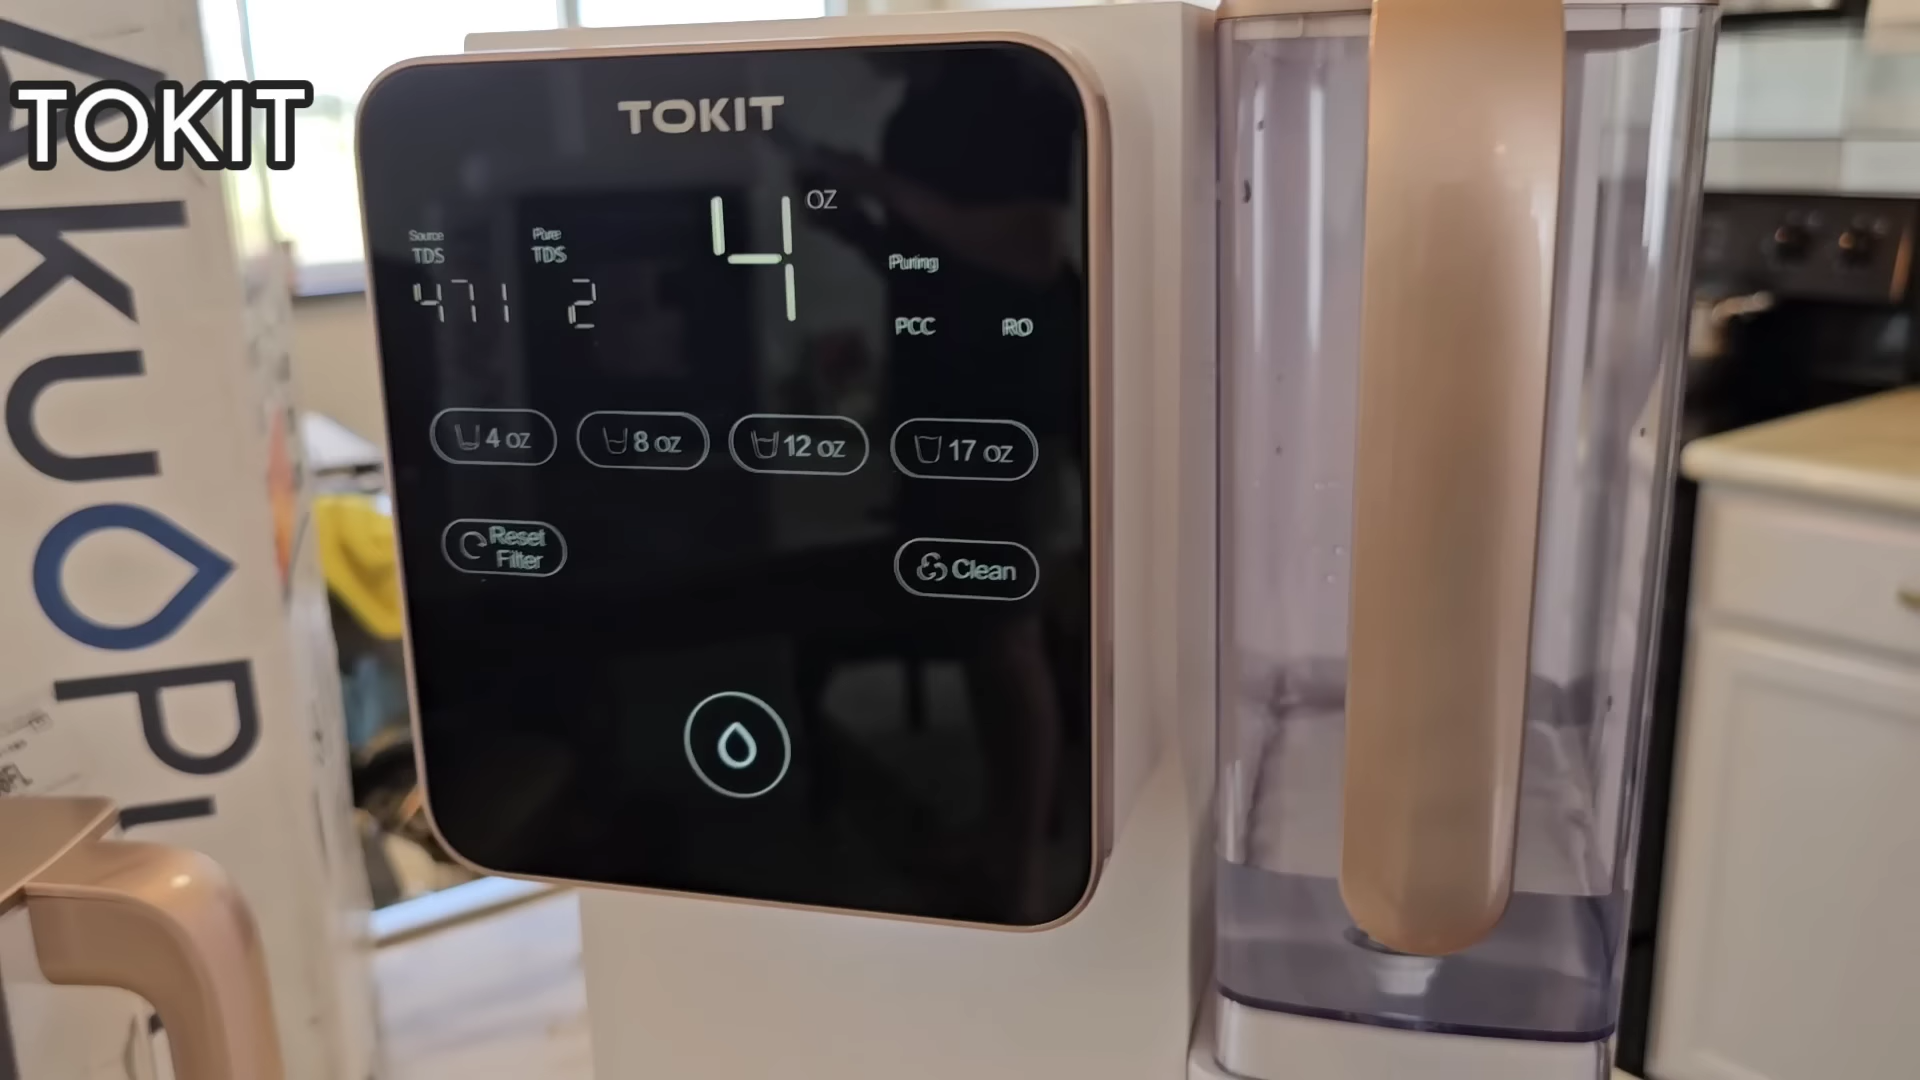 TOKIT
AkuaPu
TOKIT
4 OZ
Source
TDS
Pure
TDS
471
2
Puring
PCC
RO
4 OZ
8 OZ
12 OZ
17 OZ
Reset
Filter
Clean